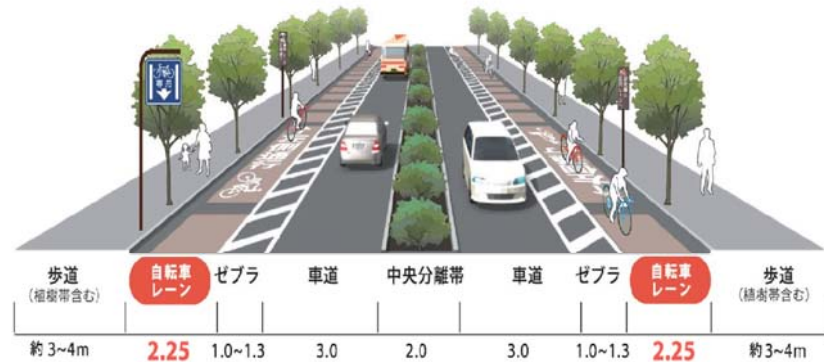 専用
歩道
(植樹帯含む)
自転車
レーン
ゼブラ
車道
中央分離帯
車道
ゼブラ
自転車
レーン
歩道
(植樹帯含む)
約3~4m
2.25
1.0~1.3
3.0
2.0
3.0
1.0~1.3
2.25
約3~4m